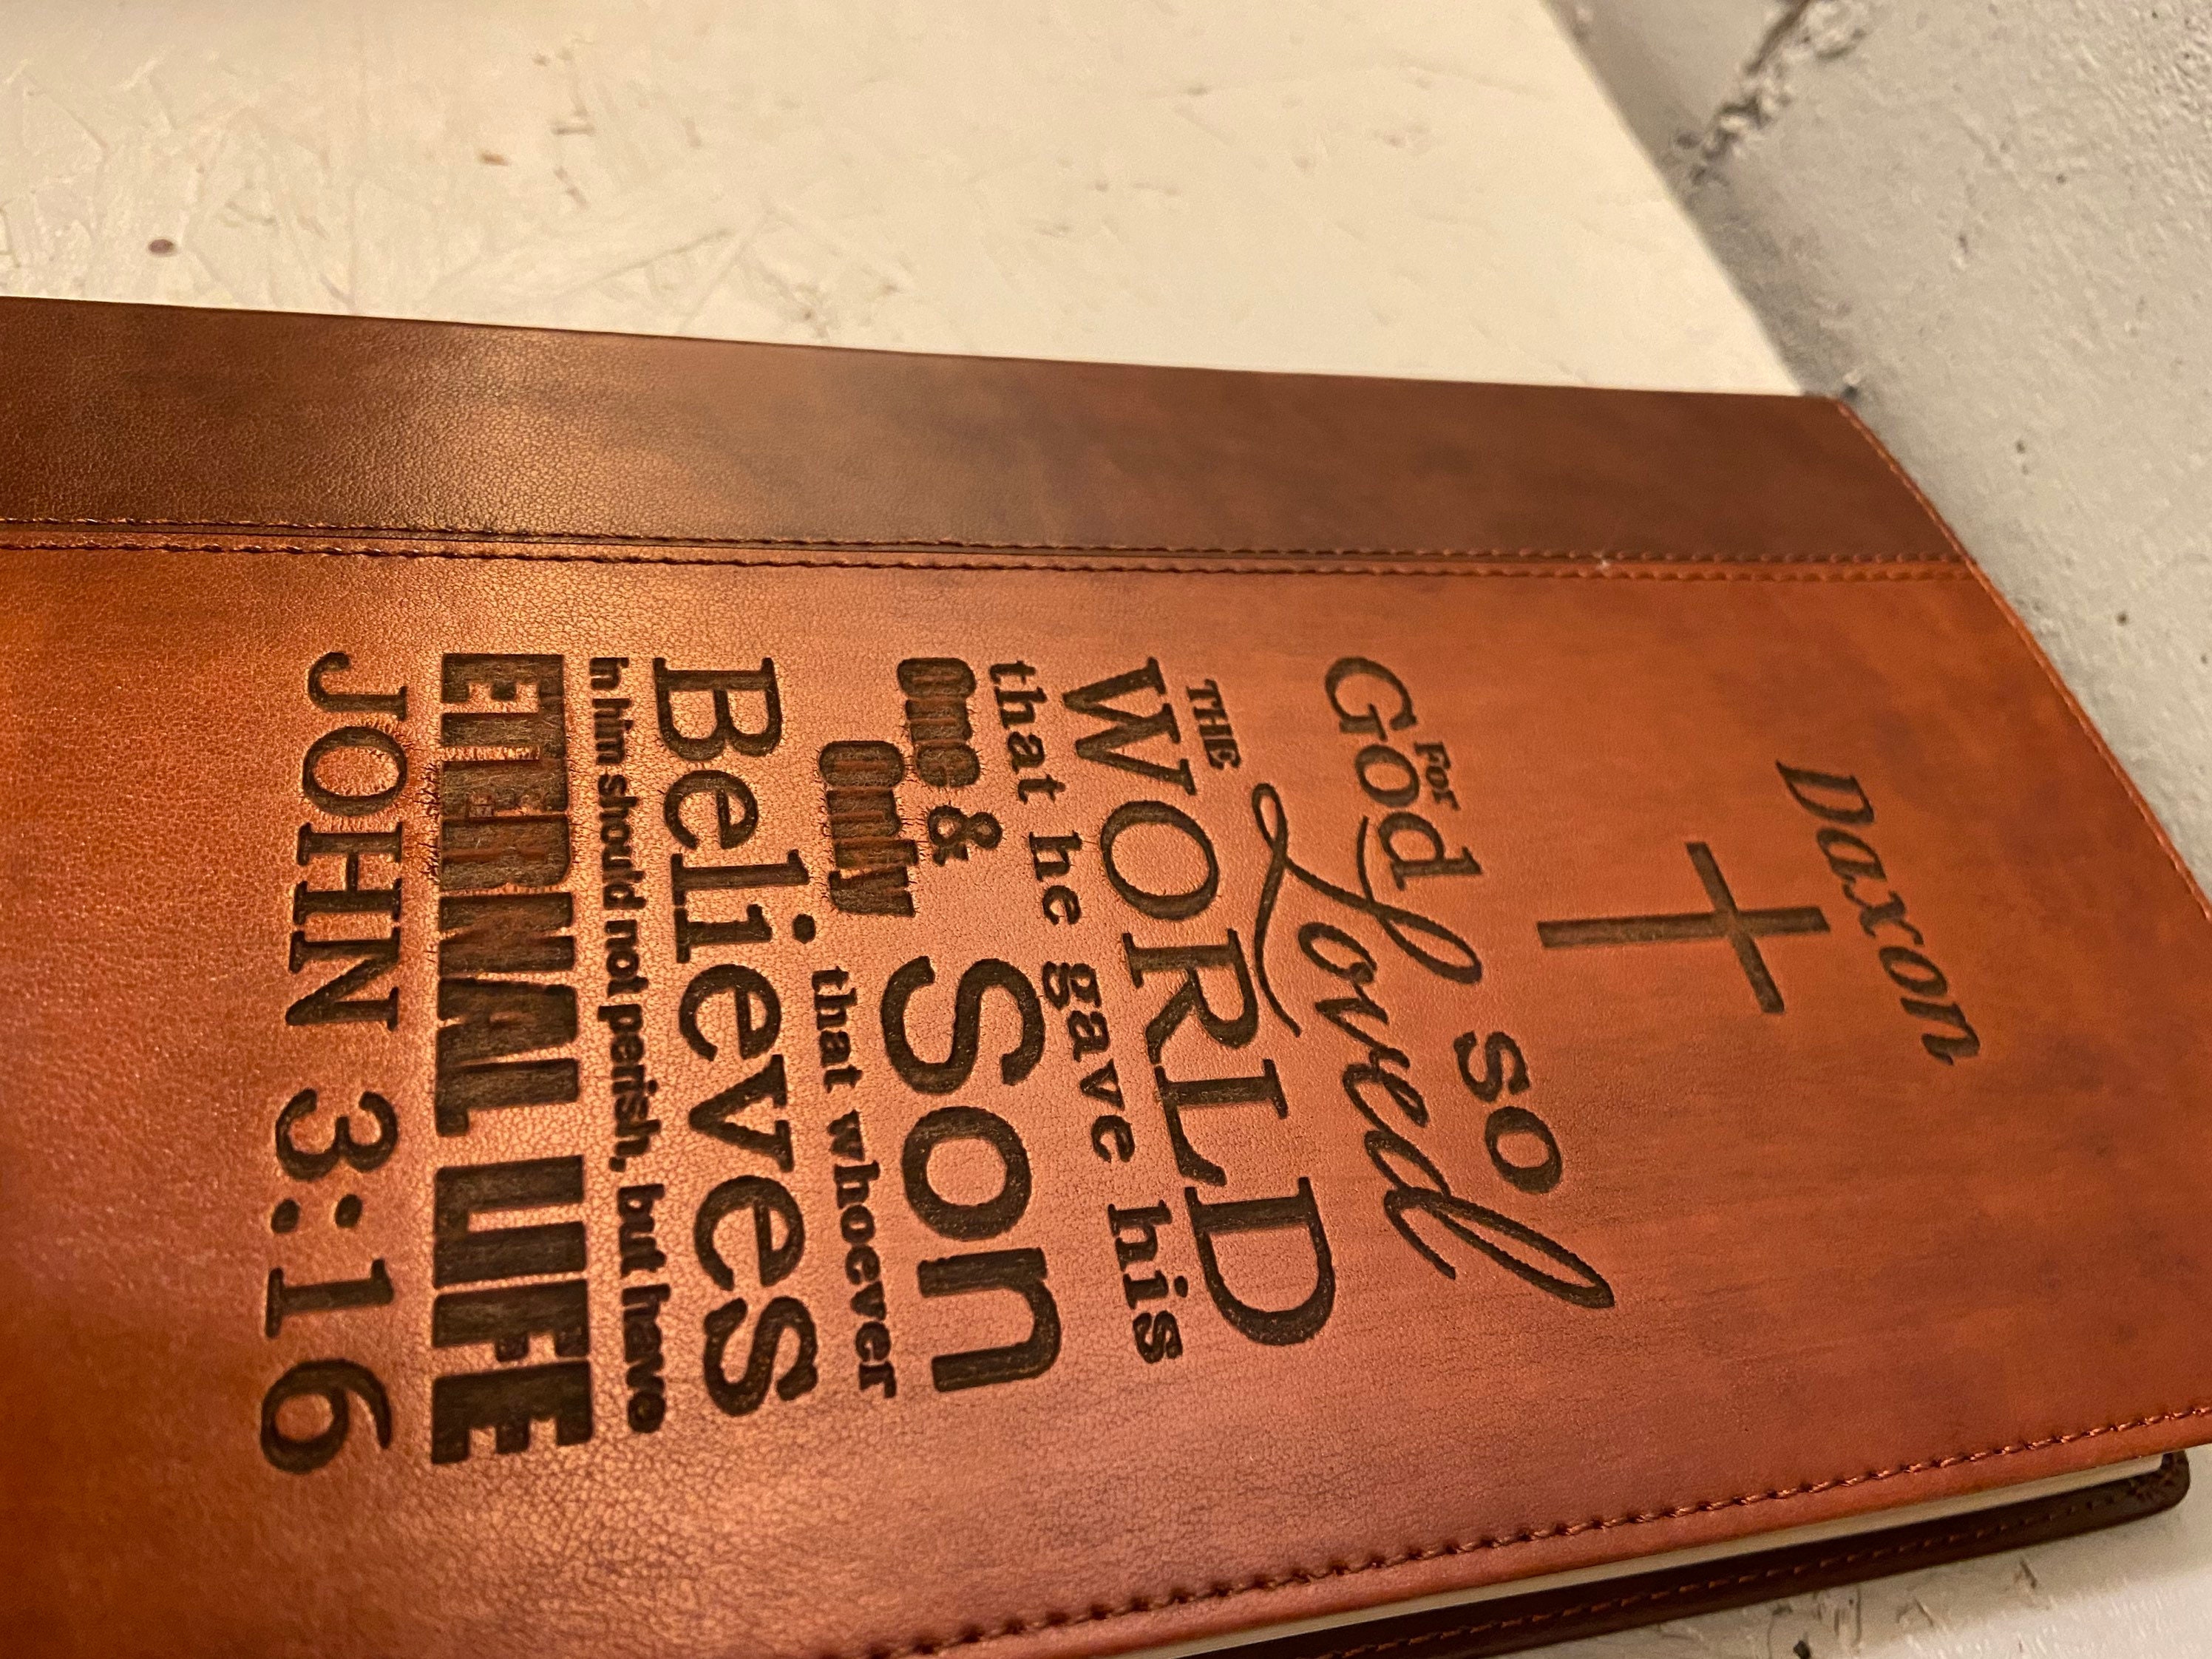 Daxon
For
God so
Loved
THE
WORLD
that he gave his
One &
Only Son
that whoever
Believes
in him should not perish, but have
ETERNAL LIFE
JOHN 3:16